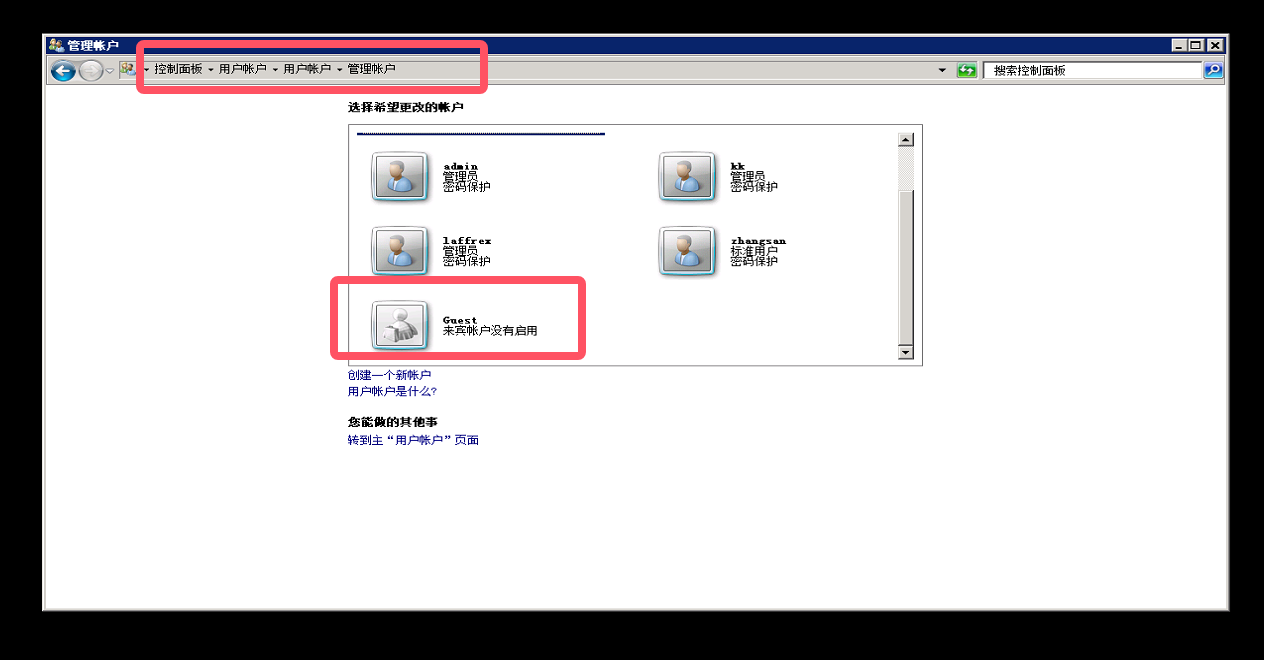 管理帐户
控制面板 用户帐户 用户帐户 管理帐户
搜索控制面板
选择希望更改的帐户
admin
管理员
密码保护
kk
管理员
密码保护
laffrex
管理员
密码保护
zhangsan
标准用户
密码保护
Guest
来宾帐户没有启用
创建一个新帐户
用户帐户是什么?
您能做的其他事
转到主“用户帐户”页面